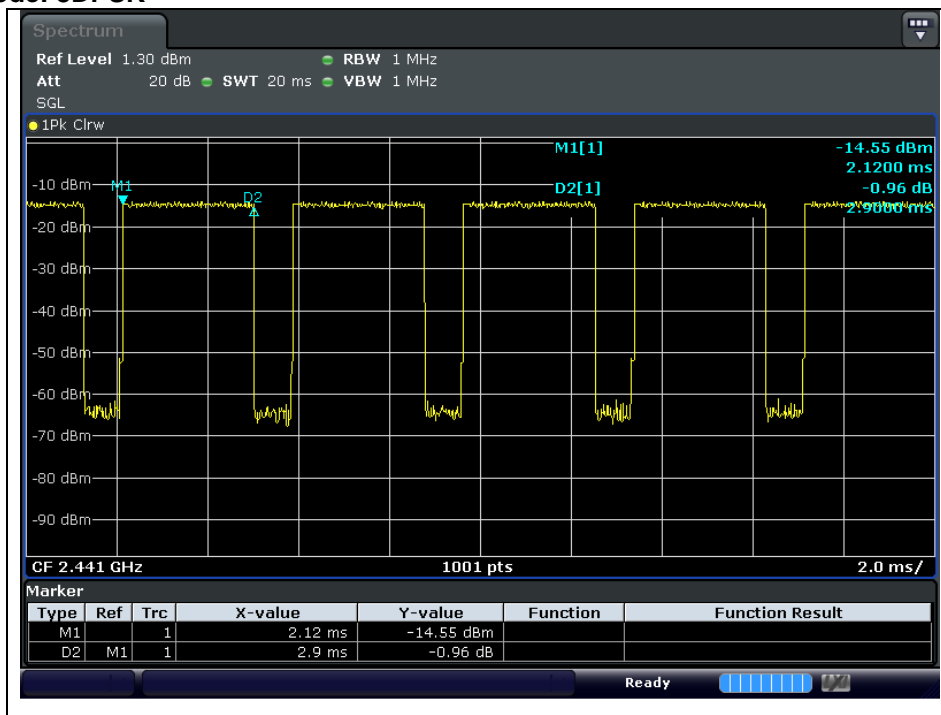 Spectrum
Ref Level 1.30 dBm RBW 1 MHz
Att 20 dB SWT 20 ms VBW 1 MHz
SGL
1Pk Clrw
M1[1] -14.55 dBm
2.1200 ms
-10 dBm M1 D2[1] -0.96 dB
D2 2.9000 ms
-20 dBm
-30 dBm
-40 dBm
-50 dBm
-60 dBm
-70 dBm
-80 dBm
-90 dBm
CF 2.441 GHz 1001 pts 2.0 ms/
Marker
Type Ref Trc X-value Y-value Function Function Result
M1 1 2.12 ms -14.55 dBm
D2 M1 1 2.9 ms -0.96 dB
Ready